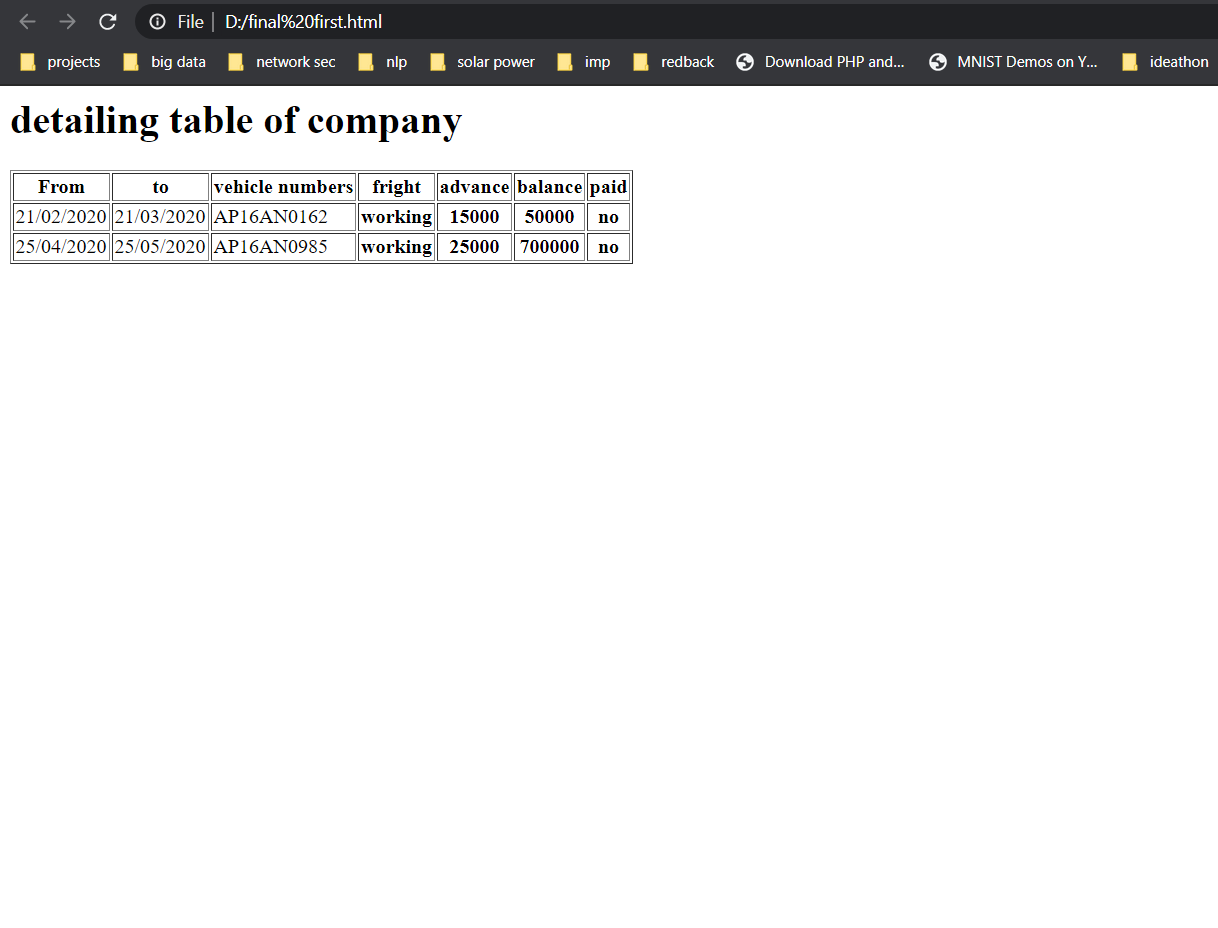 File | D:/final%20first.html
projects big data network sec nlp solar power imp redback Download PHP and... MNIST Demos on Y... ideathon
detailing table of company
From to vehicle numbers fright advance balance paid
21/02/2020 21/03/2020 AP16AN0162 working 15000 50000 no
25/04/2020 25/05/2020 AP16AN0985 working 25000 700000 no